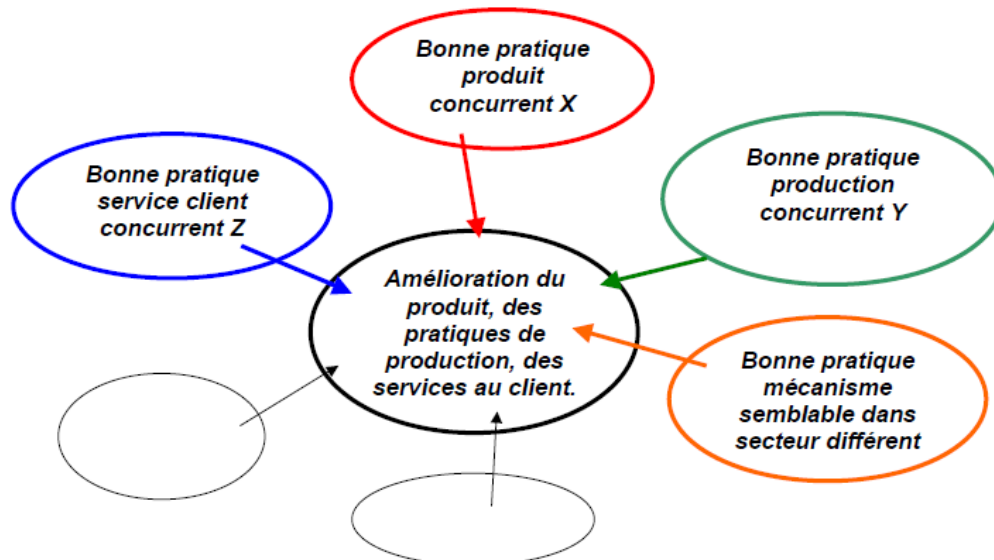 Bonne pratique
produit
concurrent X
Bonne pratique
service client
concurrent Z
Bonne pratique
production
concurrent Y
Amélioration du
produit, des
pratiques de
production, des
services au client.
Bonne pratique
mécanisme
semblable dans
secteur différent